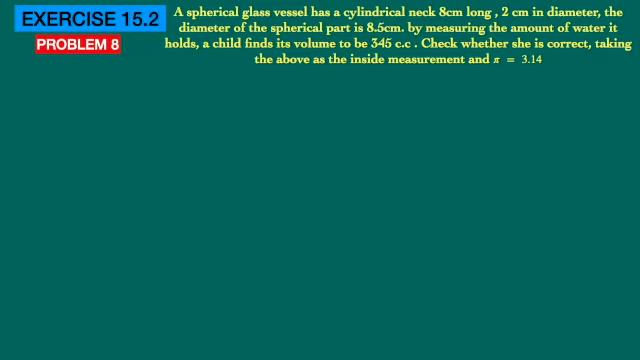 EXERCISE 15.2
PROBLEM 8
A spherical glass vessel has a cylindrical neck 8cm long , 2 cm in diameter, the
diameter of the spherical part is 8.5cm. by measuring the amount of water it
holds, a child finds its volume to be 345 c.c . Check whether she is correct, taking
the above as the inside measurement and π = 3.14